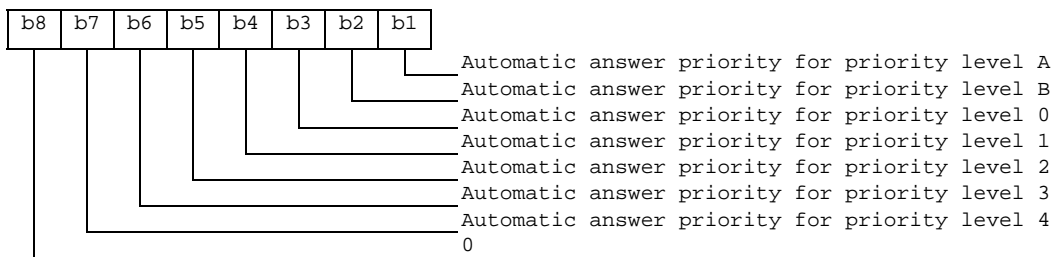 b8 b7 b6 b5 b4 b3 b2 b1
Automatic answer priority for priority level A
Automatic answer priority for priority level B
Automatic answer priority for priority level 0
Automatic answer priority for priority level 1
Automatic answer priority for priority level 2
Automatic answer priority for priority level 3
Automatic answer priority for priority level 4
0